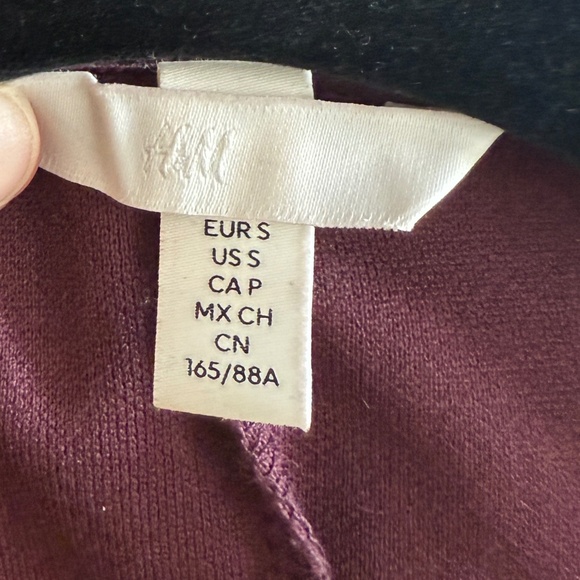 H&M
EUR S
US S
CA P
MX CH
CN
165/88A